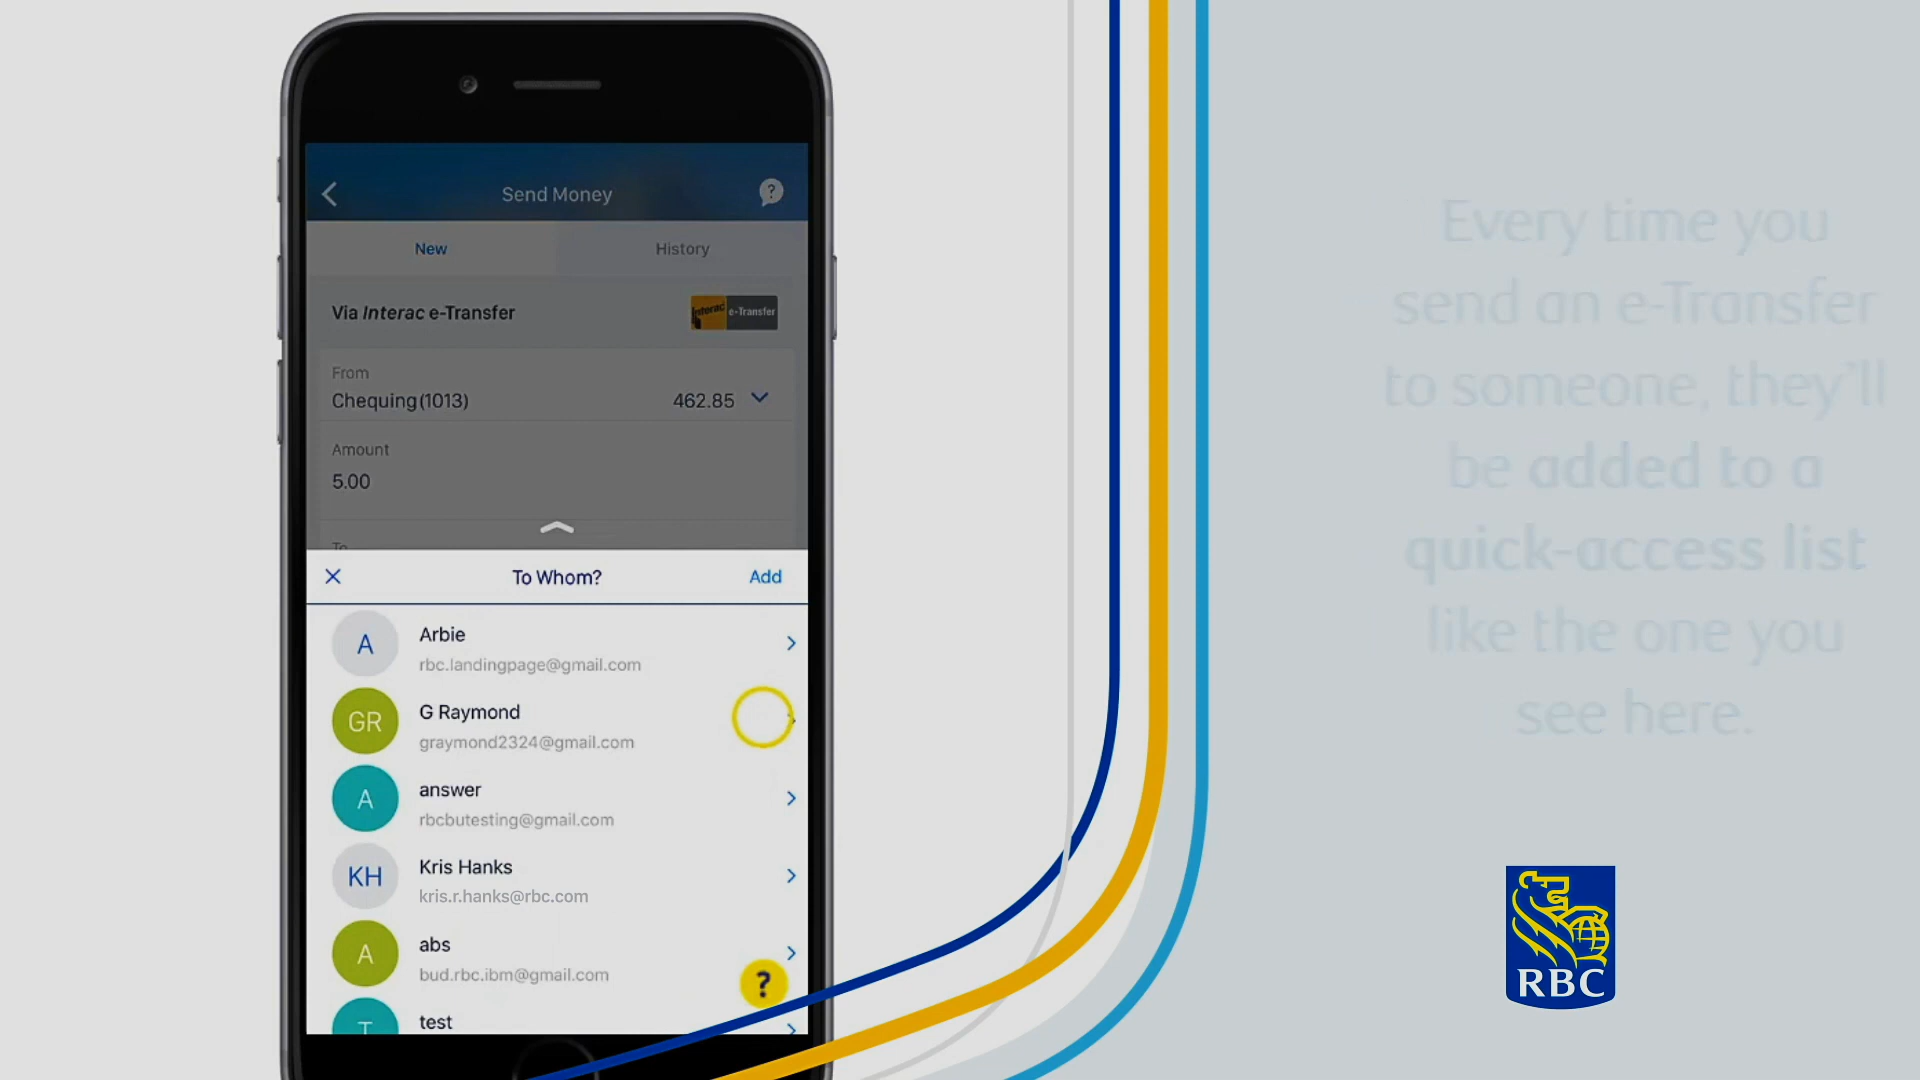 Send Money
?
New
History
Via Interac e-Transfer
Interac e-Transfer
From
Chequing(1013)
462.85
Amount
5.00
To
To Whom?
Add
A
Arbie
rbc.landingpage@gmail.com
GR
G Raymond
graymond2324@gmail.com
A
answer
rbcbutesting@gmail.com
KH
Kris Hanks
kris.r.hanks@rbc.com
A
abs
bud.rbc.ibm@gmail.com
?
T
test
Every time you
send an e-Transfer
to someone, they'll
be added to a
quick-access list
like the one you
see here.
RBC